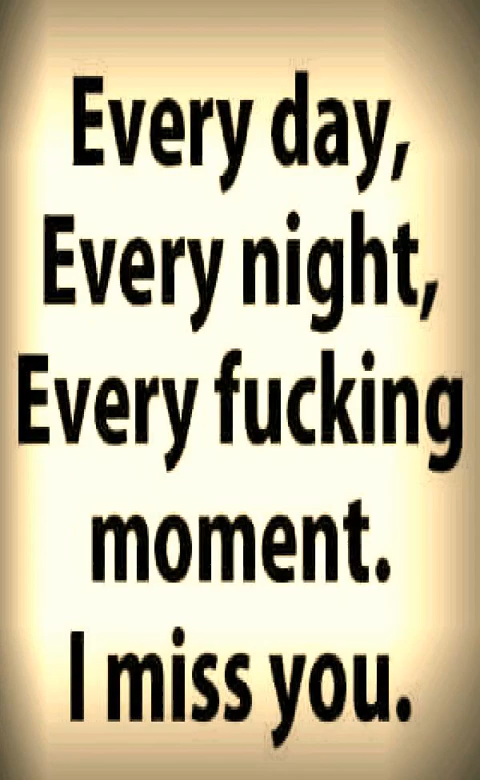 Every day,
Every night,
Every fucking
moment.
I miss you.